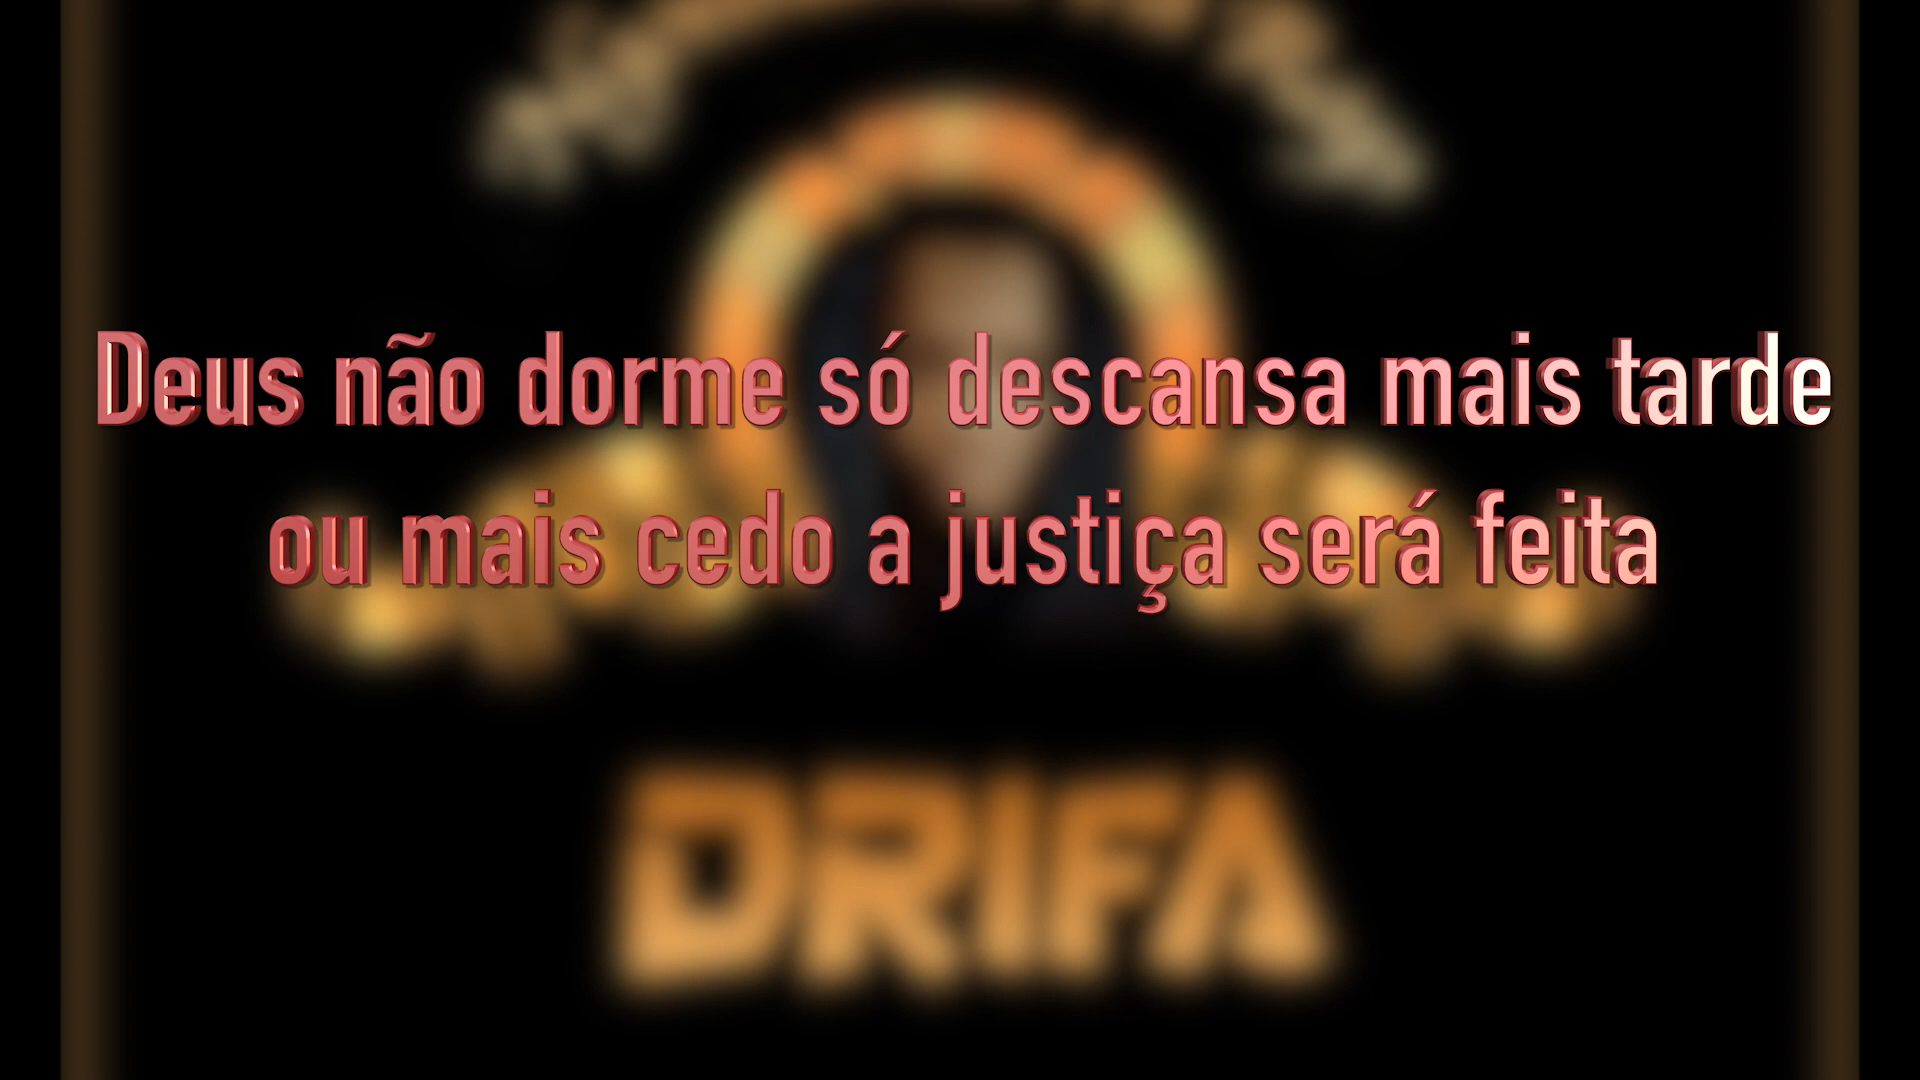 Deus não dorme só descansa mais tarde
ou mais cedo a justiça será feita
DRIFA